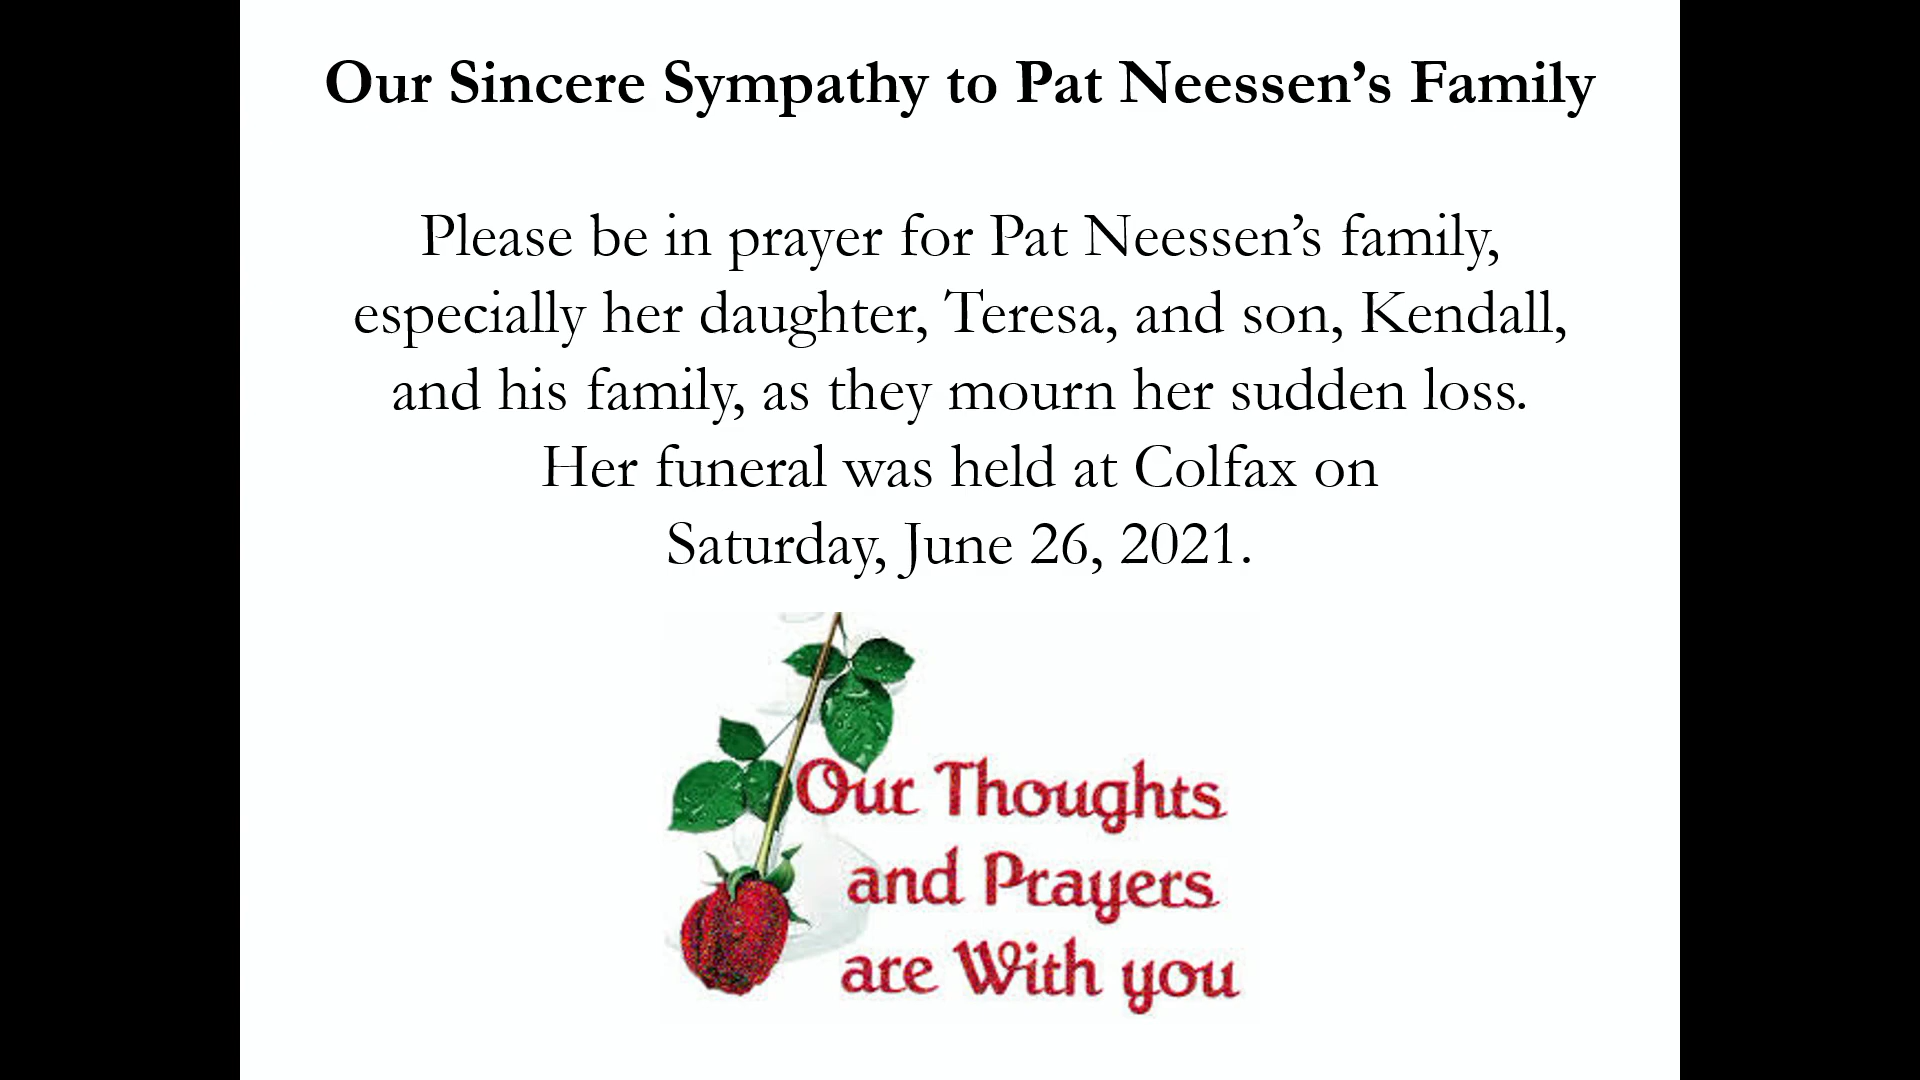 Our Sincere Sympathy to Pat Neessen’s Family
Please be in prayer for Pat Neessen’s family,
especially her daughter, Teresa, and son, Kendall,
and his family, as they mourn her sudden loss.
Her funeral was held at Colfax on
Saturday, June 26, 2021.
Our Thoughts
and Prayers
are With you